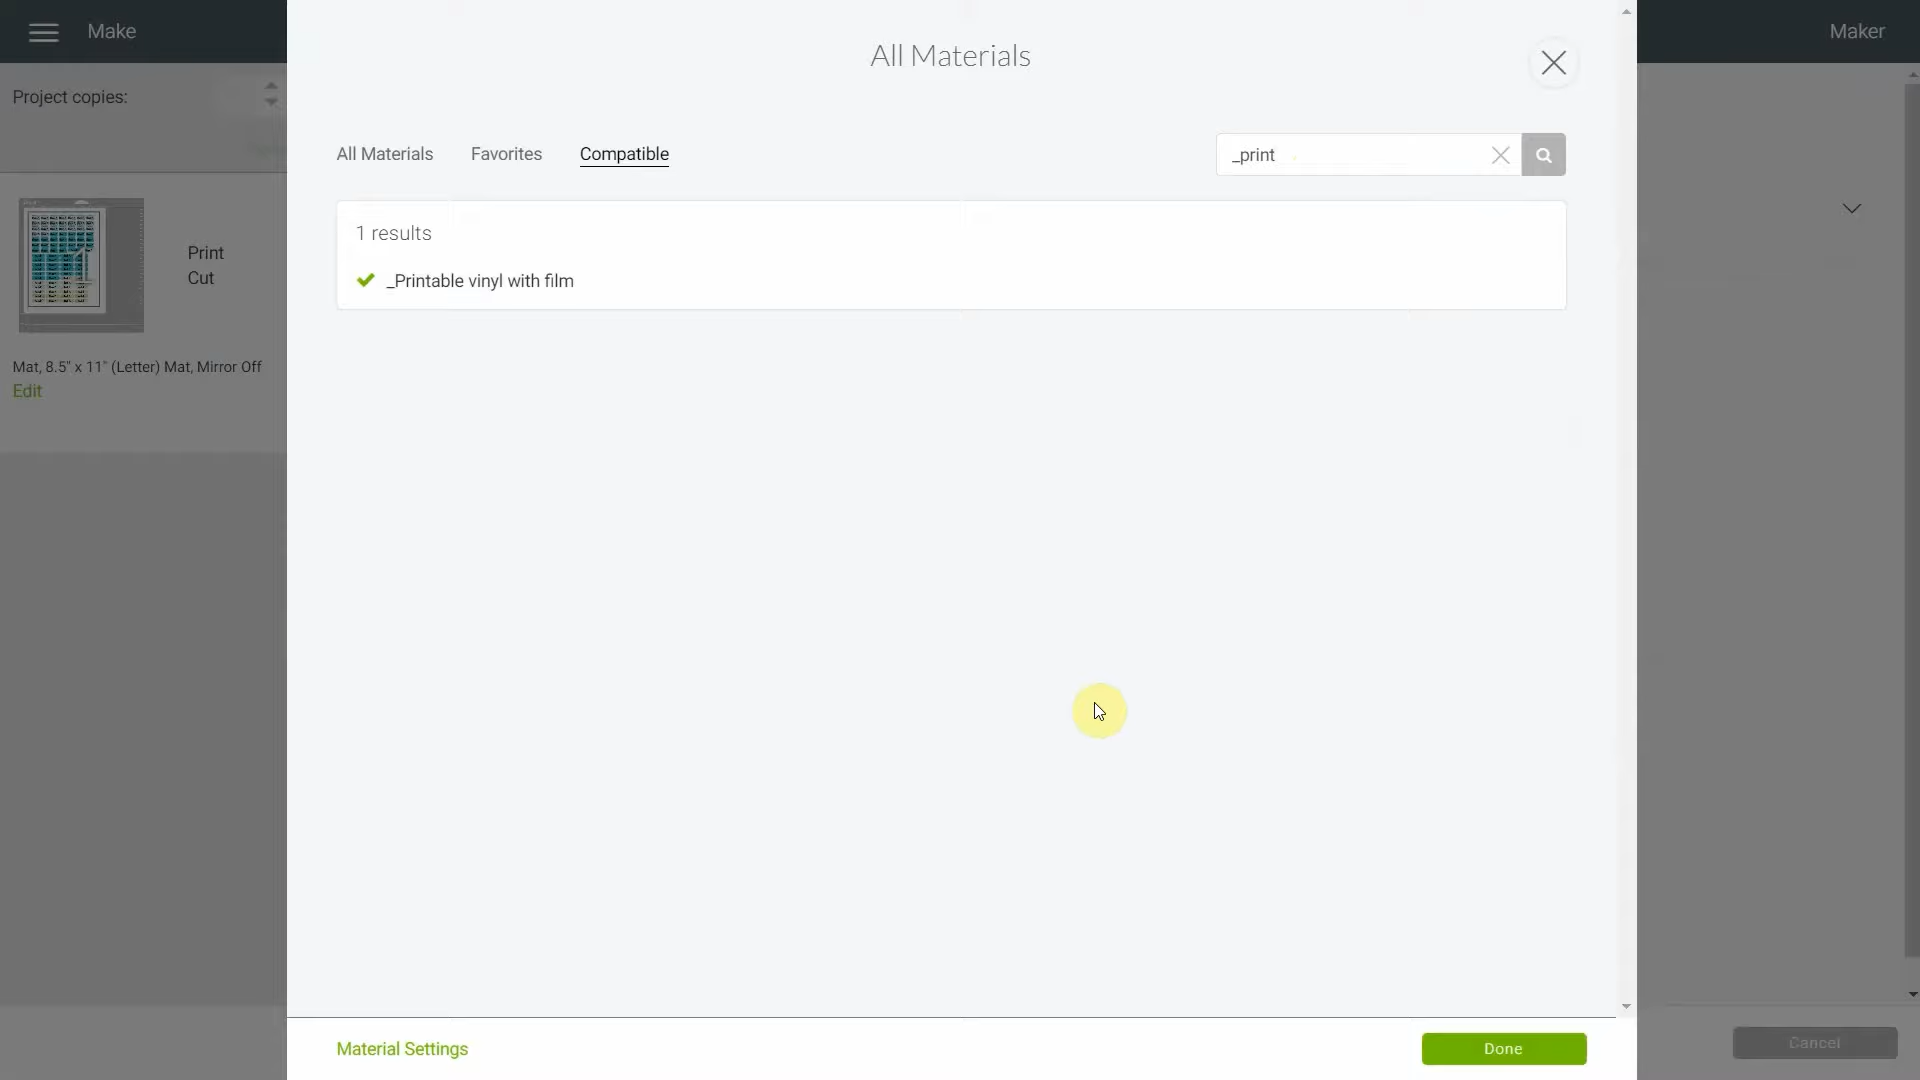 Make
Maker
All Materials
Project copies:
All Materials
Favorites
Compatible
_print
1 results
_Printable vinyl with film
Print
Cut
Mat, 8.5" x 11" (Letter) Mat, Mirror Off
Edit
Material Settings
Done
Cancel